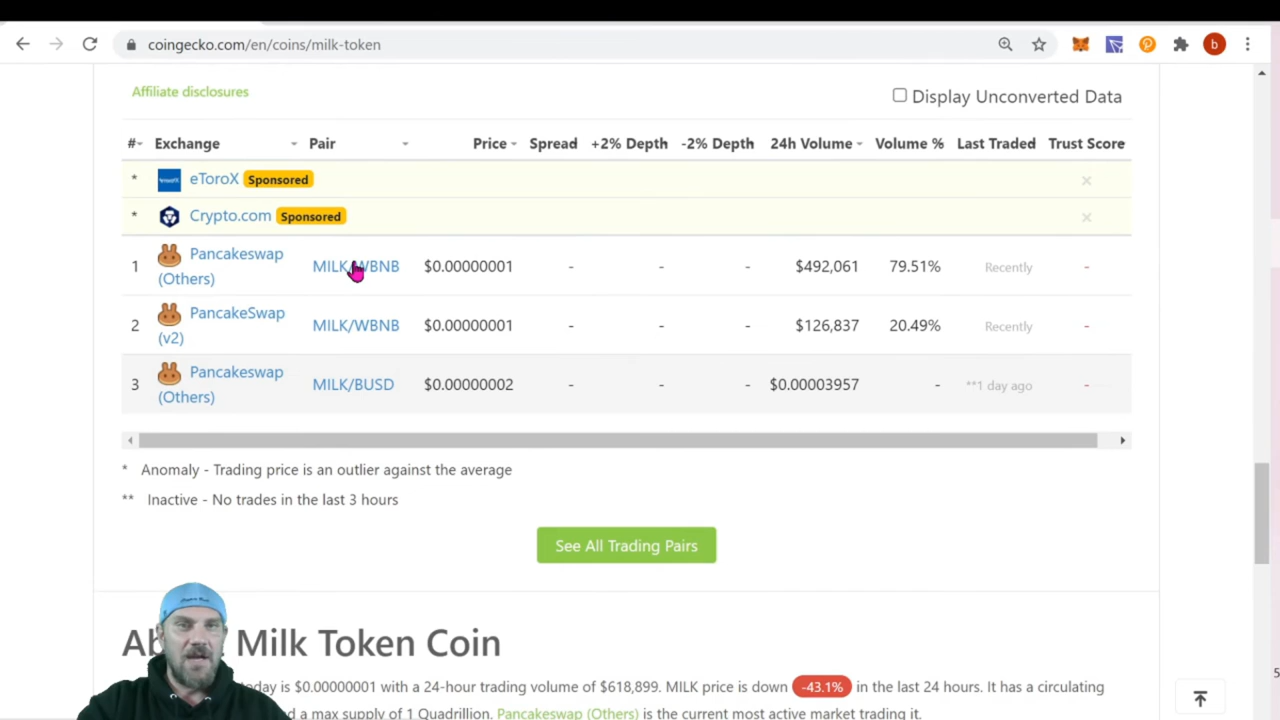 coingecko.com/en/coins/milk-token
b
Affiliate disclosures
Display Unconverted Data
# Exchange Pair Price Spread +2% Depth -2% Depth 24h Volume Volume % Last Traded Trust Score
* eToroX Sponsored
* Crypto.com Sponsored
1 Pancakeswap (Others) MILK/WBNB $0.00000001 - - - $492,061 79.51% Recently -
2 PancakeSwap (v2) MILK/WBNB $0.00000001 - - - $126,837 20.49% Recently -
3 Pancakeswap (Others) MILK/BUSD $0.00000002 - - - $0.00003957 - **1 day ago -
* Anomaly - Trading price is an outlier against the average
** Inactive - No trades in the last 3 hours
See All Trading Pairs
Milk Token Coin
today is $0.00000001 with a 24-hour trading volume of $618,899. MILK price is down -43.1% in the last 24 hours. It has a circulating
a max supply of 1 Quadrillion. Pancakeswap (Others) is the current most active market trading it.